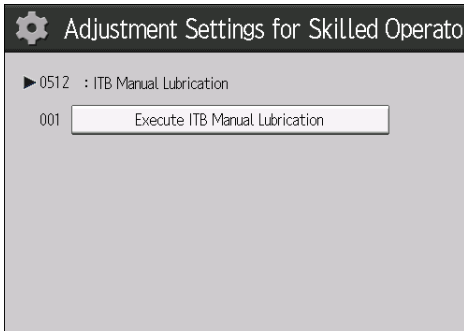 Adjustment Settings for Skilled Operato
►0512 : ITB Manual Lubrication
001 Execute ITB Manual Lubrication